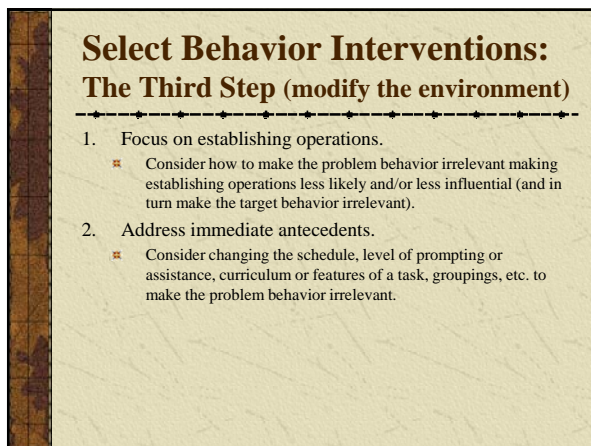 Select Behavior Interventions:
The Third Step (modify the environment)
1. Focus on establishing operations.
Consider how to make the problem behavior irrelevant making
establishing operations less likely and/or less influential (and in
turn make the target behavior irrelevant).
2. Address immediate antecedents.
Consider changing the schedule, level of prompting or
assistance, curriculum or features of a task, groupings, etc. to
make the problem behavior irrelevant.